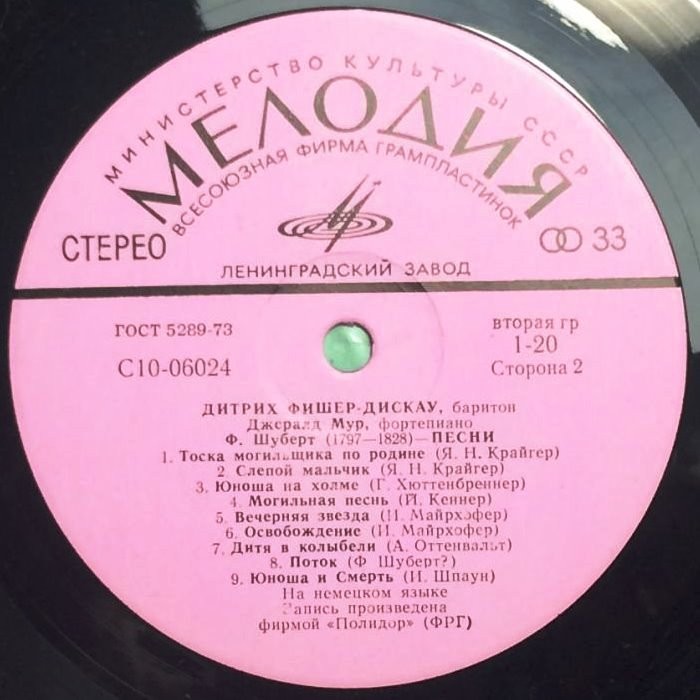 МИНИСТЕРСТВО КУЛЬТУРЫ СССР
МЕЛОДИЯ
ВСЕСОЮЗНАЯ ФИРМА ГРАМПЛАСТИНОК
СТЕРЕО
33
ЛЕНИНГРАДСКИЙ ЗАВОД
ГОСТ 5289-73
вторая гр
1-20
С10-06024
Сторона 2
ДИТРИХ ФИШЕР-ДИСКАУ, баритон
Джеральд Мур, фортепиано
Ф. Шуберт (1797—1828) — ПЕСНИ
1. Тоска могильщика по родине (Я. Н. Крайгер)
2. Слепой мальчик (Я. Н. Крайгер)
3. Юноша на холме (Г. Хюттенбреннер)
4. Могильная песнь (И. Кеннер)
5. Вечерняя звезда (И. Майрхофер)
6. Освобождение (И. Майрхофер)
7. Дитя в колыбели (А. Оттенвальт)
8. Поток (Ф. Шуберт?)
9. Юноша и Смерть (И. Шпаун)
На немецком языке
Запись произведена
фирмой «Полидор» (ФРГ)